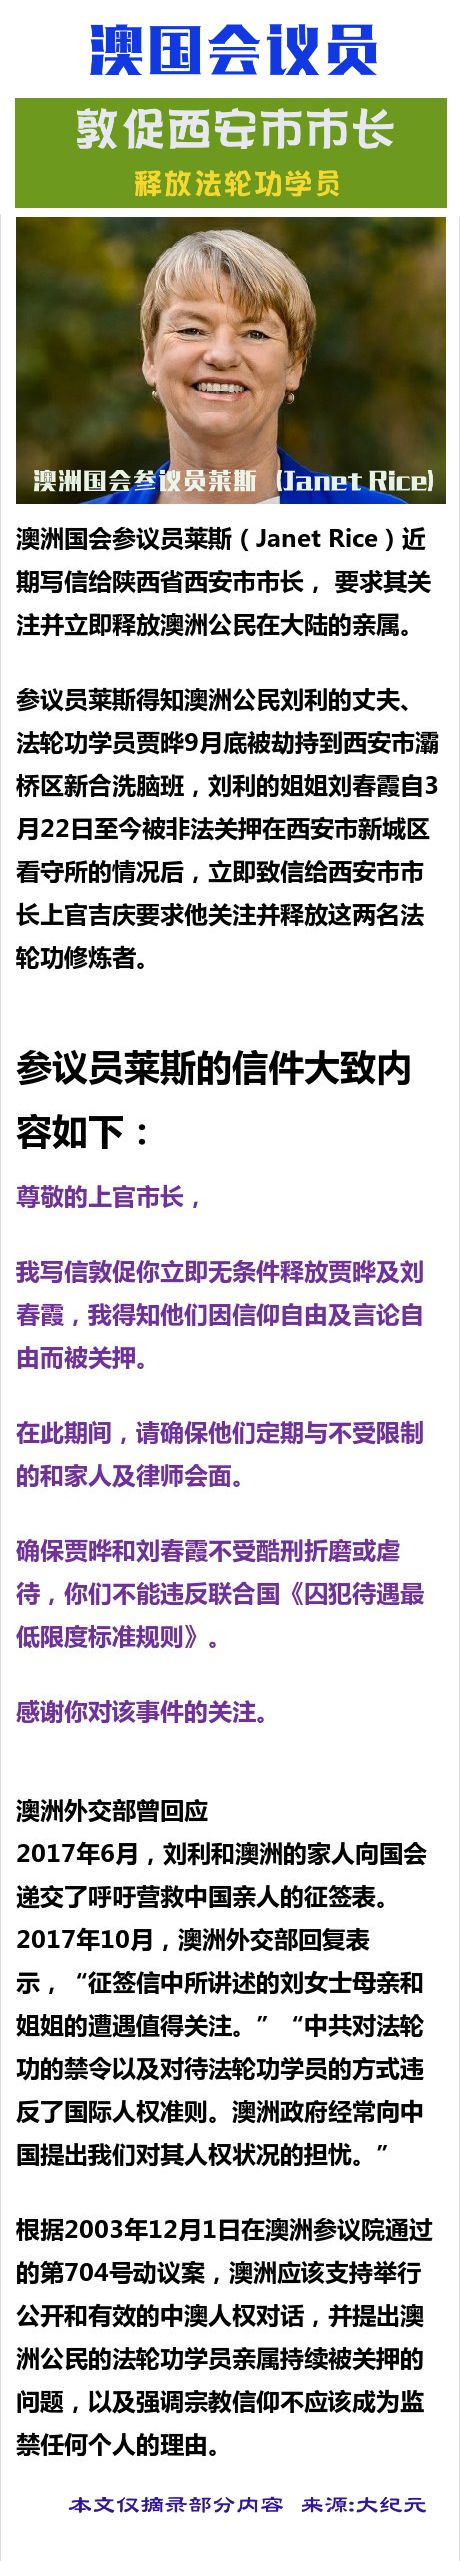 澳国会议员
敦促西安市市长
释放法轮功学员
澳洲国会参议员莱斯 (Janet Rice)
澳洲国会参议员莱斯（Janet Rice）近
期写信给陕西省西安市市长， 要求其关
注并立即释放澳洲公民在大陆的亲属。
参议员莱斯得知澳洲公民刘利的丈夫、
法轮功学员贾晔9月底被劫持到西安市灞
桥区新合洗脑班，刘利的姐姐刘春霞自3
月22日至今被非法关押在西安市新城区
看守所的情况后，立即致信给西安市市
长上官吉庆要求他关注并释放这两名法
轮功修炼者。
参议员莱斯的信件大致内
容如下：
尊敬的上官市长，
我写信敦促你立即无条件释放贾晔及刘
春霞，我得知他们因信仰自由及言论自
由而被关押。
在此期间，请确保他们定期与不受限制
的和家人及律师会面。
确保贾晔和刘春霞不受酷刑折磨或虐
待，你们不能违反联合国《囚犯待遇最
低限度标准规则》。
感谢你对该事件的关注。
澳洲外交部曾回应
2017年6月，刘利和澳洲的家人向国会
递交了呼吁营救中国亲人的征签表。
2017年10月，澳洲外交部回复表
示，“征签信中所讲述的刘女士母亲和
姐姐的遭遇值得关注。”“中共对法轮
功的禁令以及对待法轮功学员的方式违
反了国际人权准则。澳洲政府经常向中
国提出我们对其人权状况的担忧。”
根据2003年12月1日在澳洲参议院通过
的第704号动议案，澳洲应该支持举行
公开和有效的中澳人权对话，并提出澳
洲公民的法轮功学员亲属持续被关押的
问题，以及强调宗教信仰不应该成为监
禁任何个人的理由。
本文仅摘录部分内容 来源:大纪元